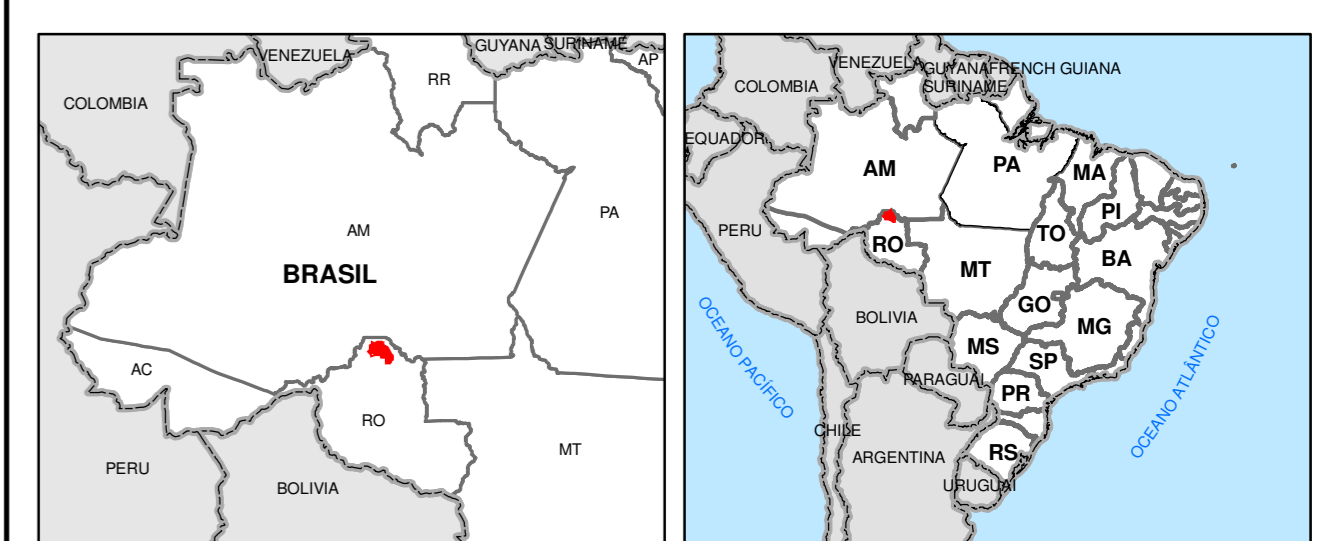 VENEZUELA
GUYANA
SURINAME
AP
RR
COLOMBIA
PA
AM
BRASIL
AC
RO
MT
PERU
BOLIVIA
VENEZUELA
GUYANA
FRENCH GUIANA
COLOMBIA
SURINAME
EQUADOR
AM
PA
MA
PI
PERU
RO
TO
BA
MT
GO
BOLIVIA
MG
MS
SP
PARAGUAI
PR
CHILE
ARGENTINA
RS
URUGUAI
OCEANO PACÍFICO
OCEANO ATLÂNTICO